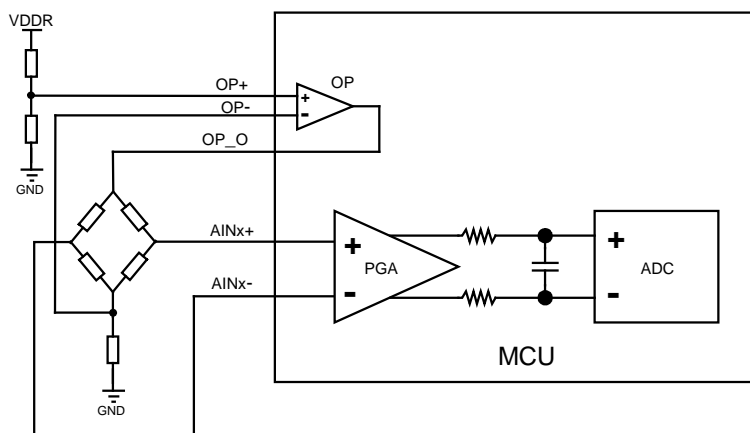 VDDR
OP
OP+
+
OP-
-
OP_O
GND
AINx+
+
+
PGA
ADC
AINx-
-
-
MCU
GND